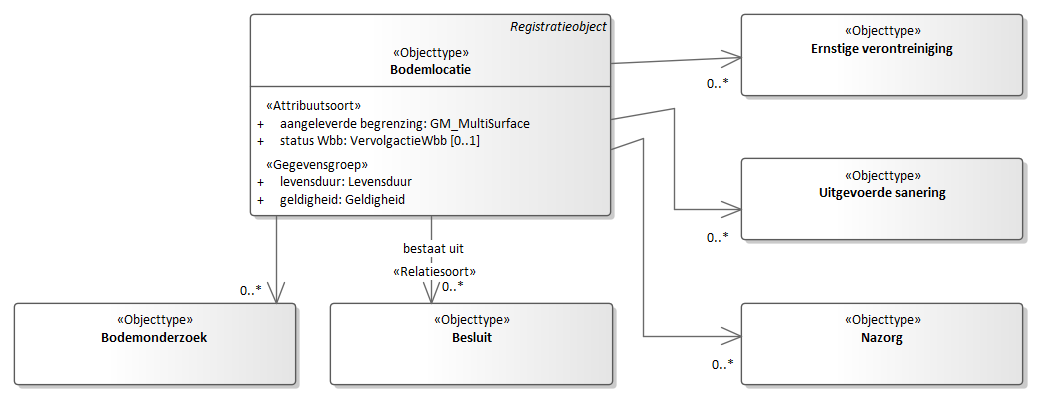 Registratieobject
«Objecttype»
Bodemlocatie
«Attribuutsoort»
+ aangeleverde begrenzing: GM_MultiSurface
+ status Wbb: VervolgactieWbb [0..1]
«Gegevensgroep»
+ levensduur: Levensduur
+ geldigheid: Geldigheid
«Objecttype»
Ernstige verontreiniging
0..*
«Objecttype»
Uitgevoerde sanering
0..*
bestaat uit
«Relatiesoort»
0..*
0..*
«Objecttype»
Bodemonderzoek
«Objecttype»
Besluit
«Objecttype»
Nazorg
0..*